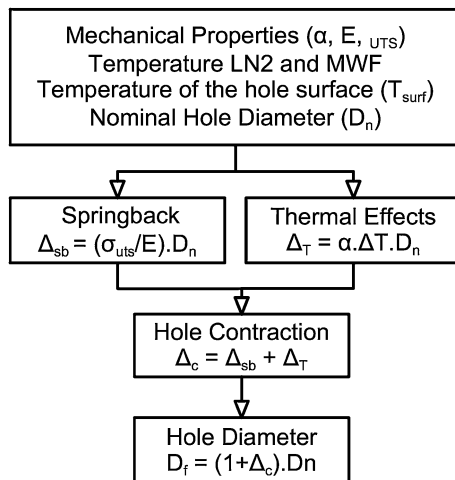 Mechanical Properties (α, E, UTS)
Temperature LN2 and MWF
Temperature of the hole surface (Tsurf)
Nominal Hole Diameter (Dn)
Springback
Δsb = (σuts/E).Dn
Thermal Effects
ΔT = α.ΔT.Dn
Hole Contraction
Δc = Δsb + ΔT
Hole Diameter
Df = (1+Δc).Dn